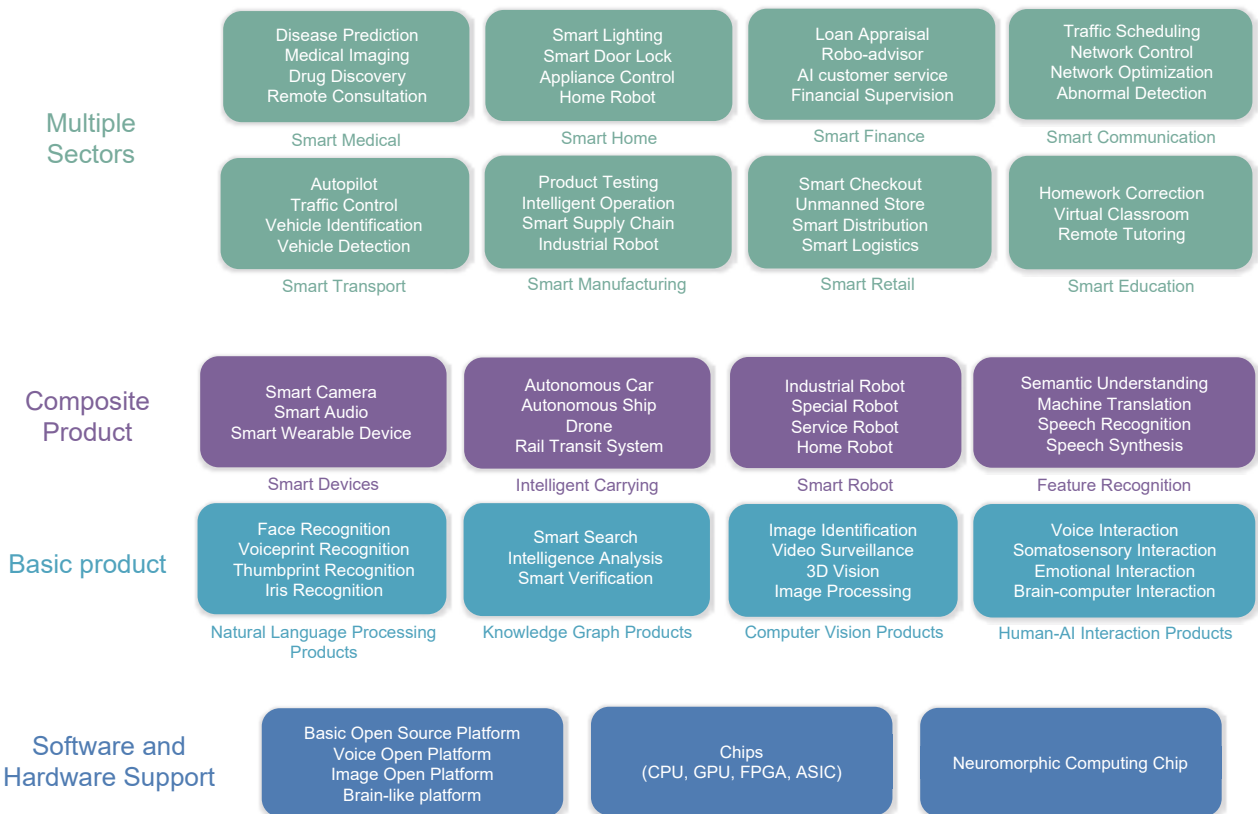 Multiple
Sectors
Disease Prediction
Medical Imaging
Drug Discovery
Remote Consultation
Smart Medical
Smart Lighting
Smart Door Lock
Appliance Control
Home Robot
Smart Home
Loan Appraisal
Robo-advisor
AI customer service
Financial Supervision
Smart Finance
Traffic Scheduling
Network Control
Network Optimization
Abnormal Detection
Smart Communication
Autopilot
Traffic Control
Vehicle Identification
Vehicle Detection
Smart Transport
Product Testing
Intelligent Operation
Smart Supply Chain
Industrial Robot
Smart Manufacturing
Smart Checkout
Unmanned Store
Smart Distribution
Smart Logistics
Smart Retail
Homework Correction
Virtual Classroom
Remote Tutoring
Smart Education
Composite
Product
Smart Camera
Smart Audio
Smart Wearable Device
Smart Devices
Autonomous Car
Autonomous Ship
Drone
Rail Transit System
Intelligent Carrying
Industrial Robot
Special Robot
Service Robot
Home Robot
Smart Robot
Semantic Understanding
Machine Translation
Speech Recognition
Speech Synthesis
Feature Recognition
Basic product
Face Recognition
Voiceprint Recognition
Thumbprint Recognition
Iris Recognition
Natural Language Processing
Products
Smart Search
Intelligence Analysis
Smart Verification
Knowledge Graph Products
Image Identification
Video Surveillance
3D Vision
Image Processing
Computer Vision Products
Voice Interaction
Somatosensory Interaction
Emotional Interaction
Brain-computer Interaction
Human-AI Interaction Products
Software and
Hardware Support
Basic Open Source Platform
Voice Open Platform
Image Open Platform
Brain-like platform
Chips
(CPU, GPU, FPGA, ASIC)
Neuromorphic Computing Chip